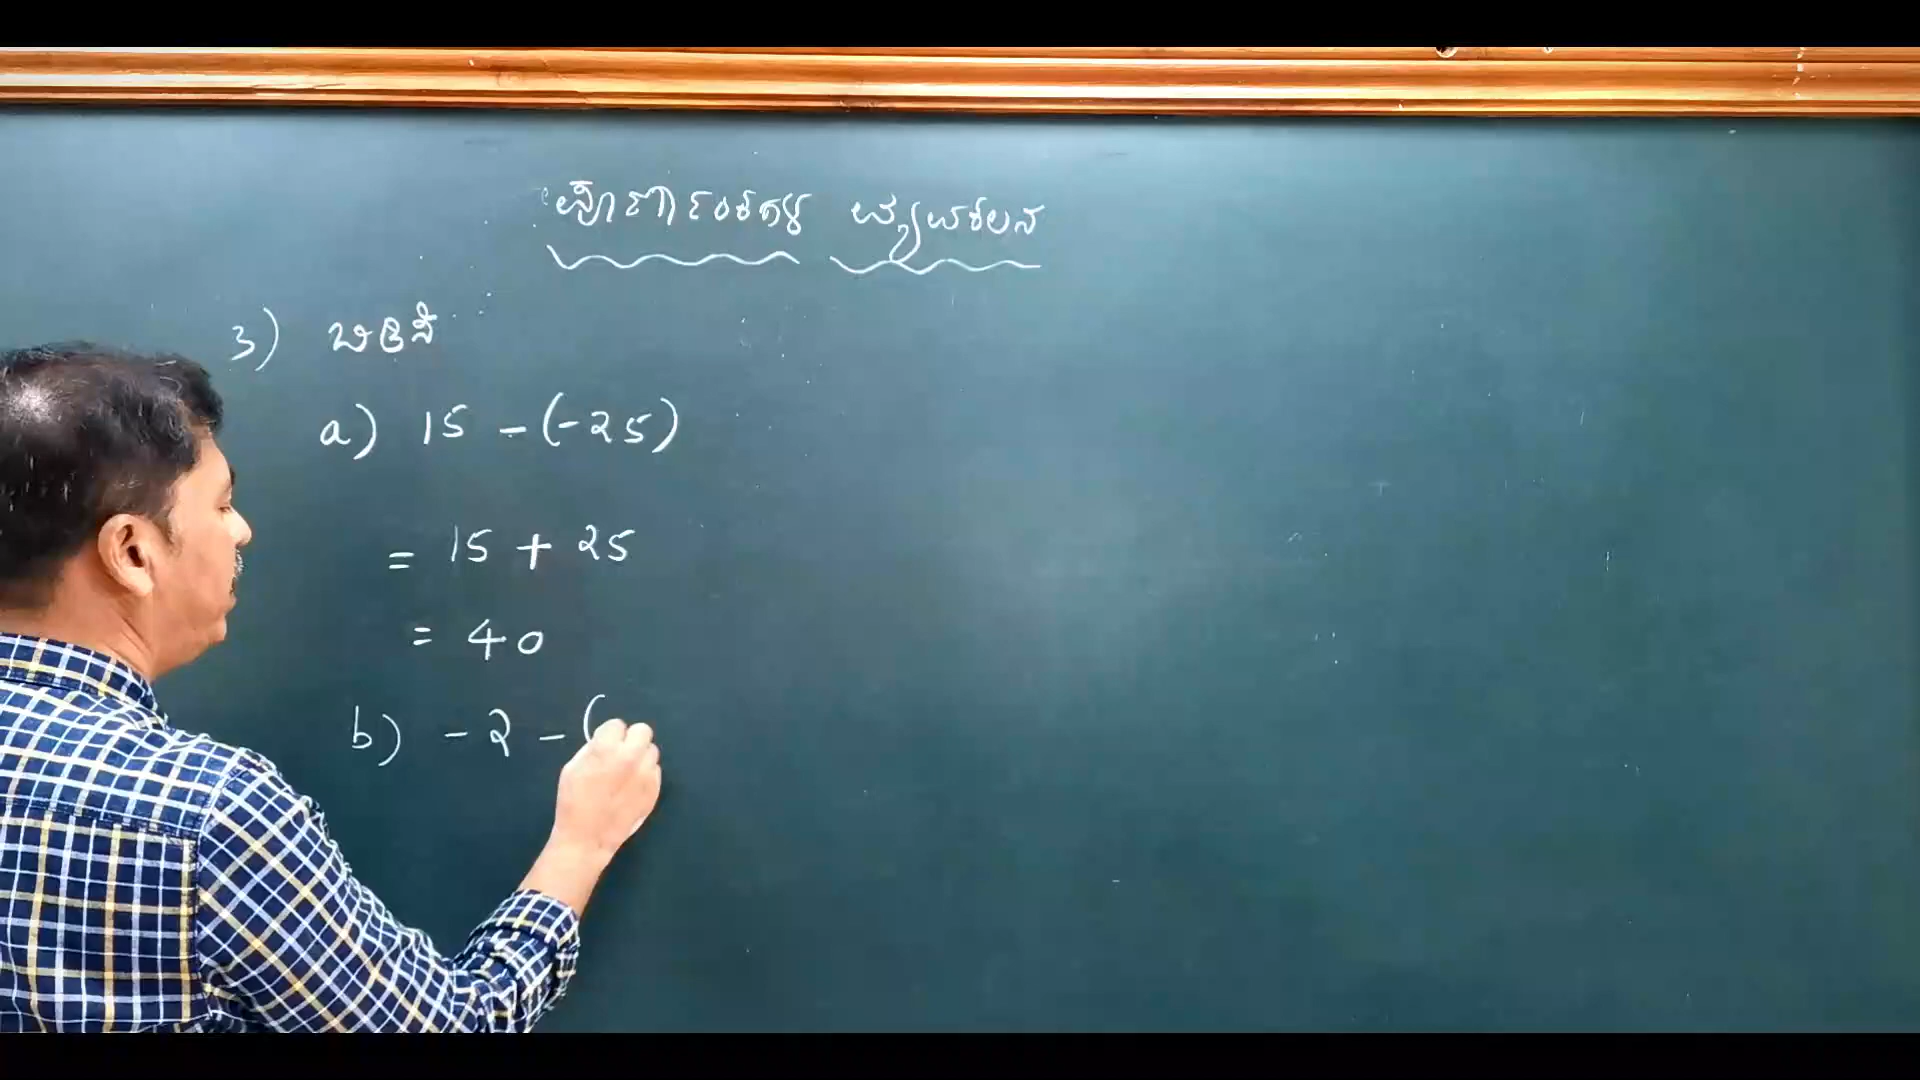 ಪೂರ್ಣಾಂಕಗಳ ವ್ಯವಕಲನ
3) ಬಿಡಿಸಿ
a) 15 - (-25)
= 15 + 25
= 40
b) - 2 - (